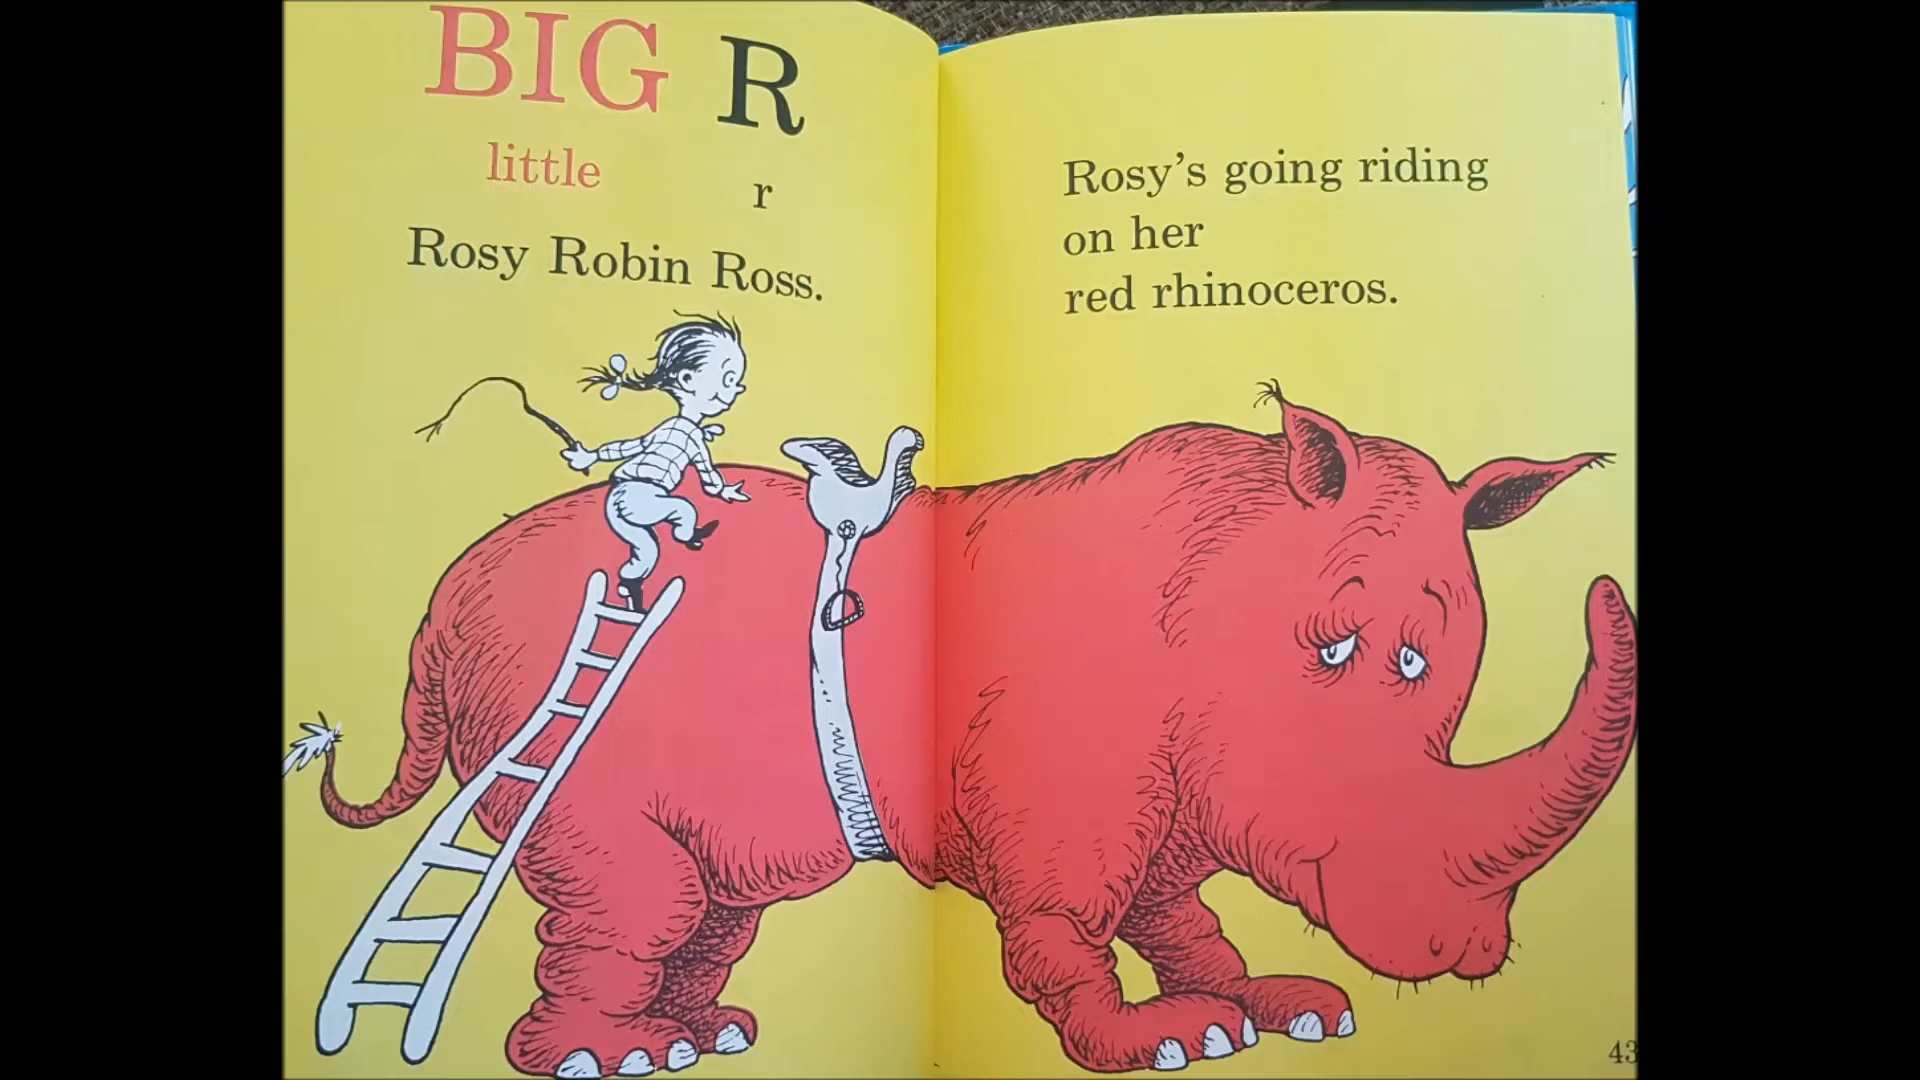 BIG R
little r
Rosy Robin Ross.
Rosy's going riding
on her
red rhinoceros.
43